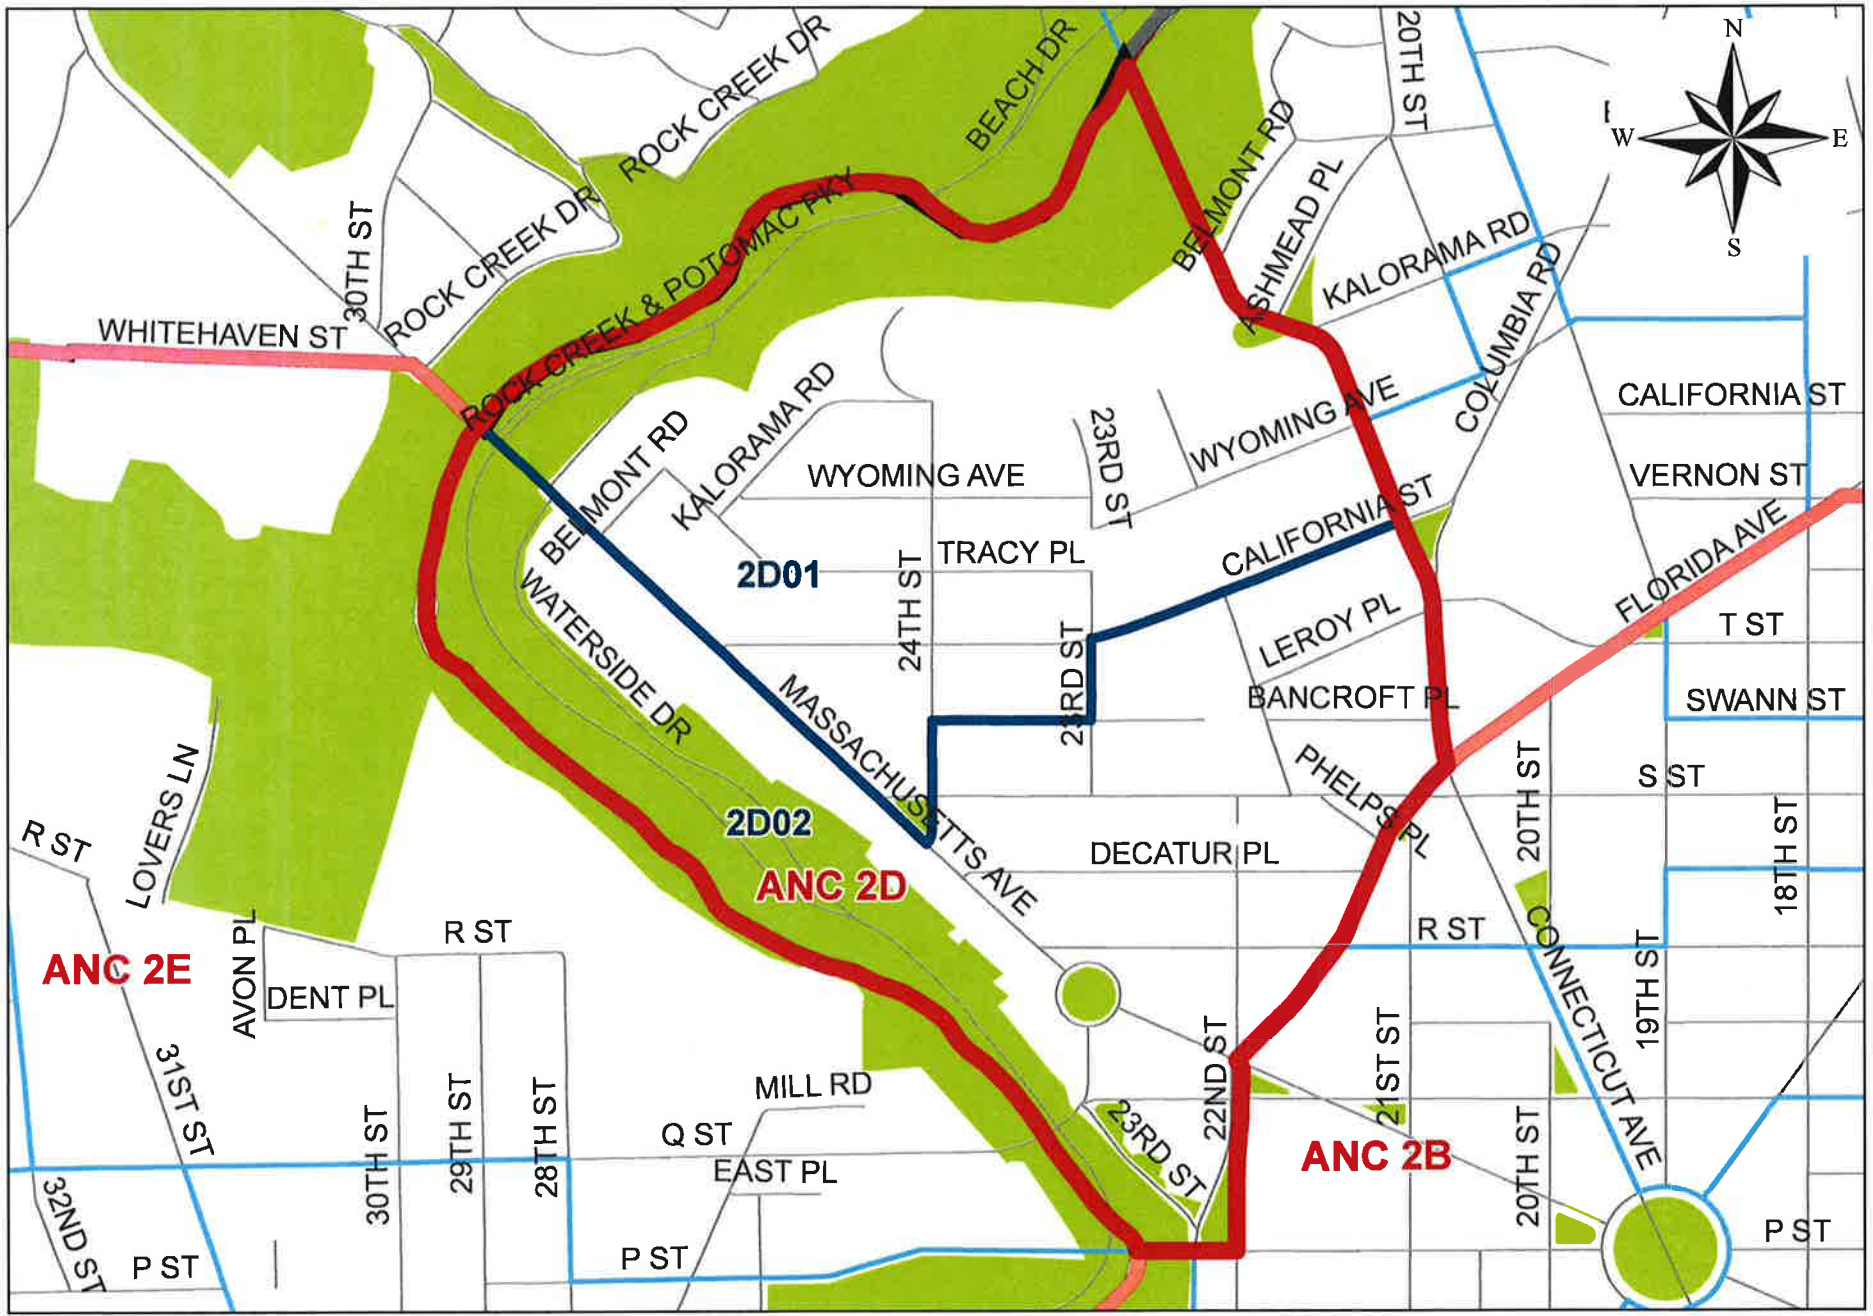 N
W
E
S
20TH ST
ROCK CREEK DR
BEACH DR
BELMONT RD
BELMONT RD
ASHMEAD PL
KALORAMA RD
COLUMBIA RD
30TH ST
ROCK CREEK DR
ROCK CREEK & POTOMAC PKY
WHITEHAVEN ST
CALIFORNIA ST
VERNON ST
FLORIDA AVE
BELMONT RD
KALORAMA RD
WYOMING AVE
23RD ST
WYOMING AVE
CALIFORNIA ST
2D01
24TH ST
TRACY PL
LEROY PL
T ST
BANCROFT PL
SWANN ST
23RD ST
WATERSIDE DR
MASSACHUSETTS AVE
PHELPS PL
S ST
20TH ST
18TH ST
LOVERS LN
R ST
2D02
DECATUR PL
ANC 2D
R ST
CONNECTICUT AVE
19TH ST
ANC 2E
AVON PL
R ST
DENT PL
31ST ST
30TH ST
29TH ST
28TH ST
MILL RD
Q ST
EAST PL
23RD ST
22ND ST
21ST ST
ANC 2B
20TH ST
32ND ST
P ST
P ST
P ST